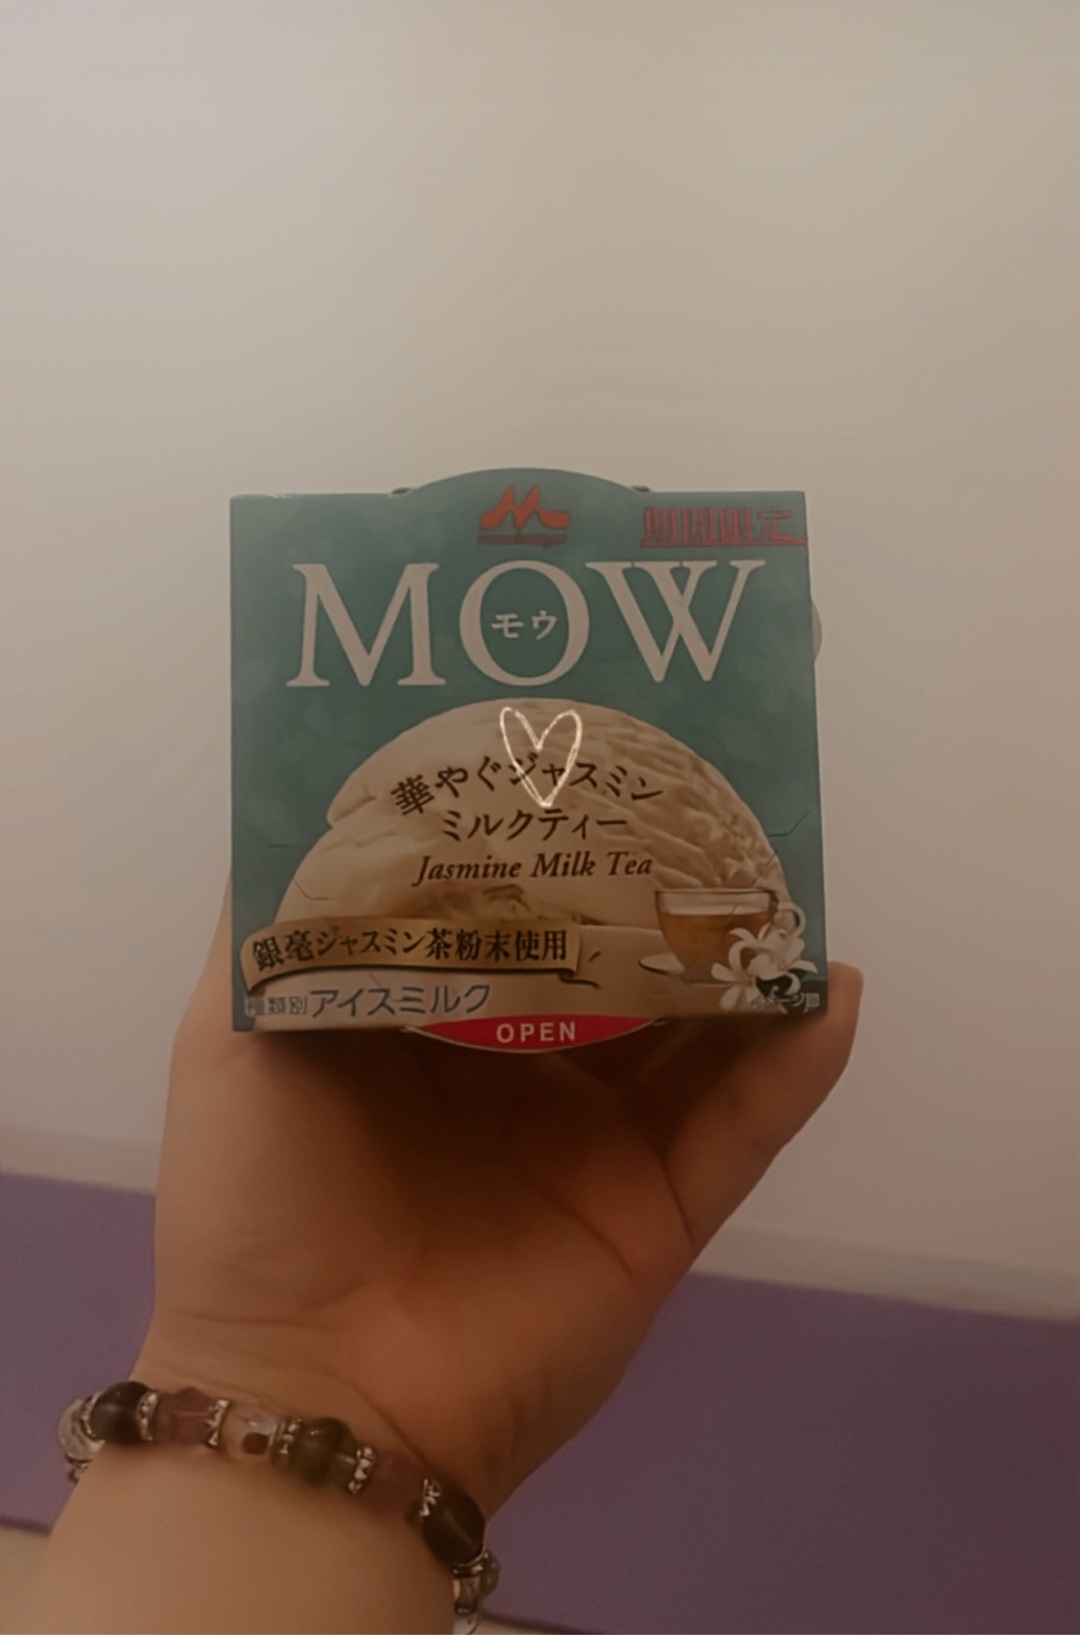 期間限定
MOW
モウ
華やぐジャスミン
ミルクティー
Jasmine Milk Tea
銀毫ジャスミン茶粉末使用
種類別アイスミルク
OPEN